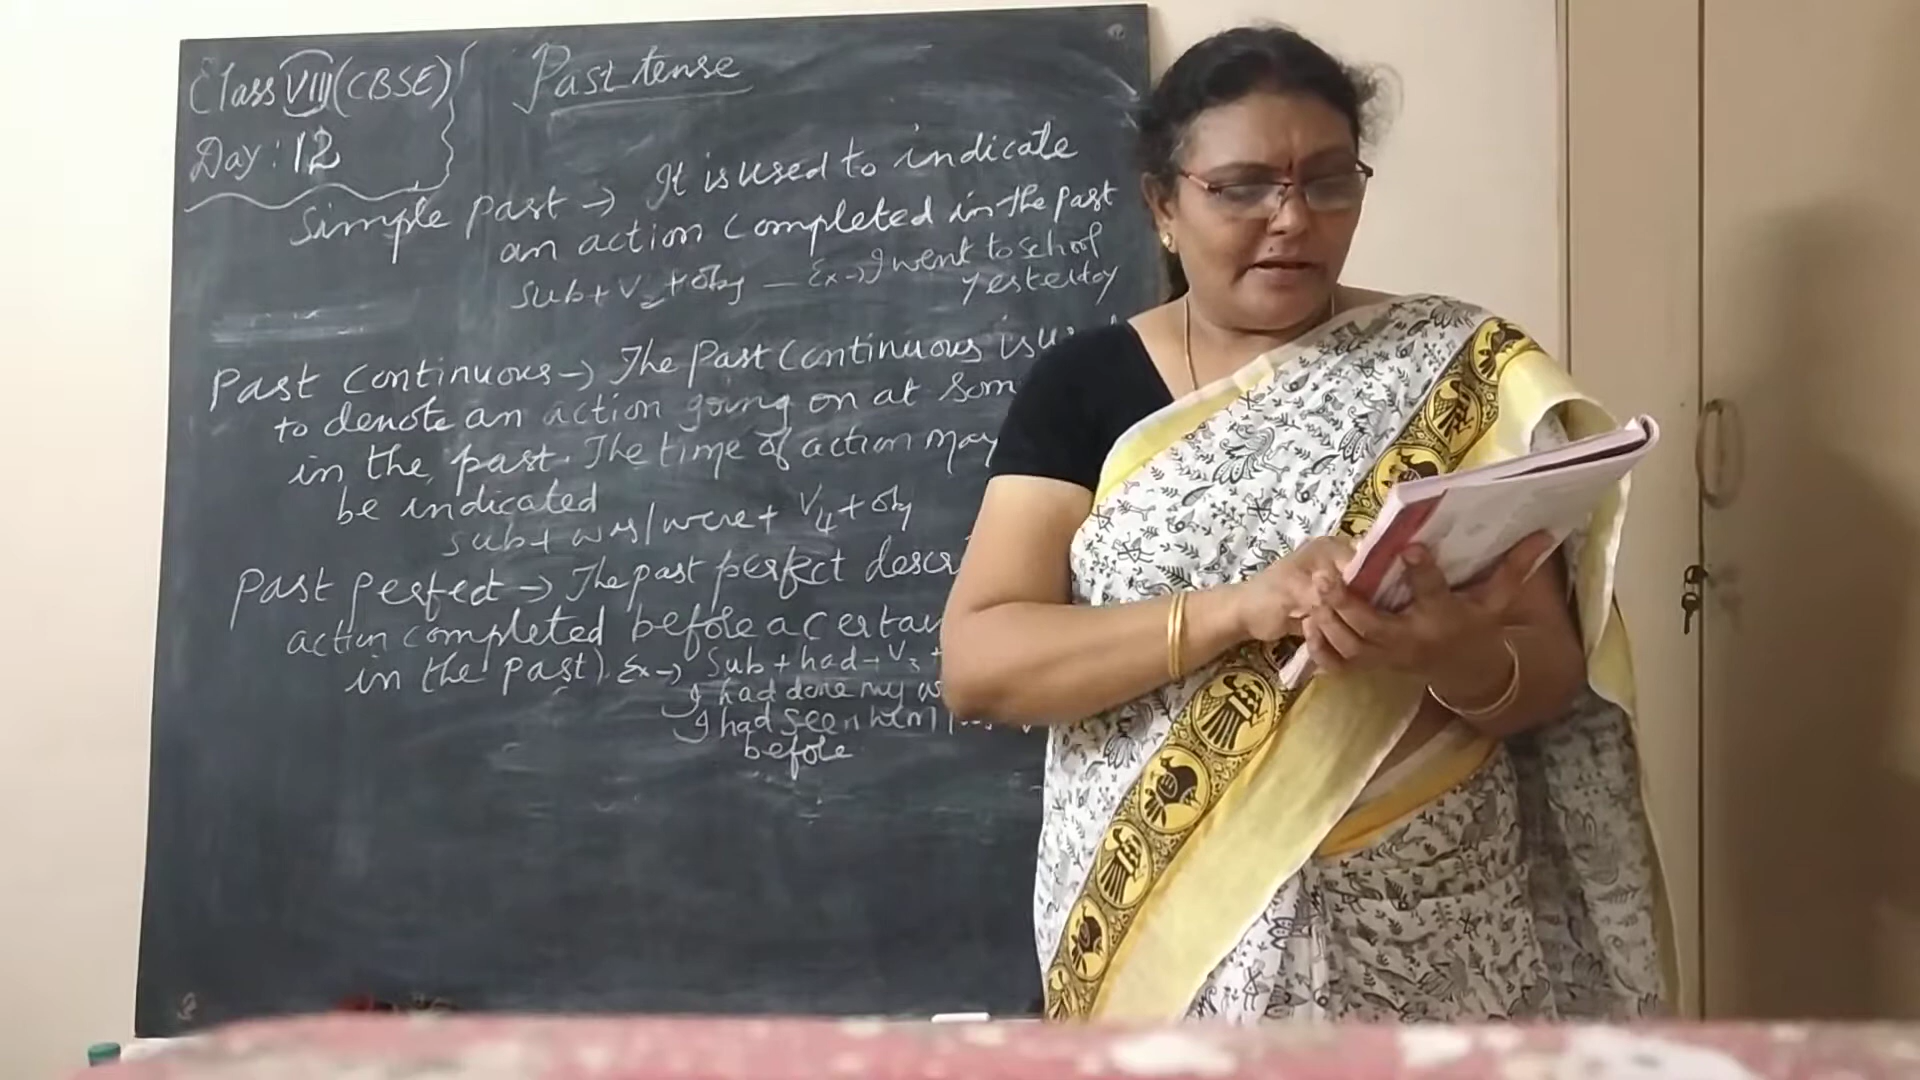 Class VIII (CBSE)
Day: 12
Past tense
Simple past → It is used to indicate
an action completed in the past
Sub + V2 + obj — Ex → I went to school
yesterday
Past Continuous → The Past Continuous is
to denote an action going on at som
in the past. The time of action may
be indicated
sub + was/were + V4 + obj
Past perfect → The past perfect descr
action completed before a certain
in the past). Ex → Sub + had + V3 +
I had done my
I had seen him
before